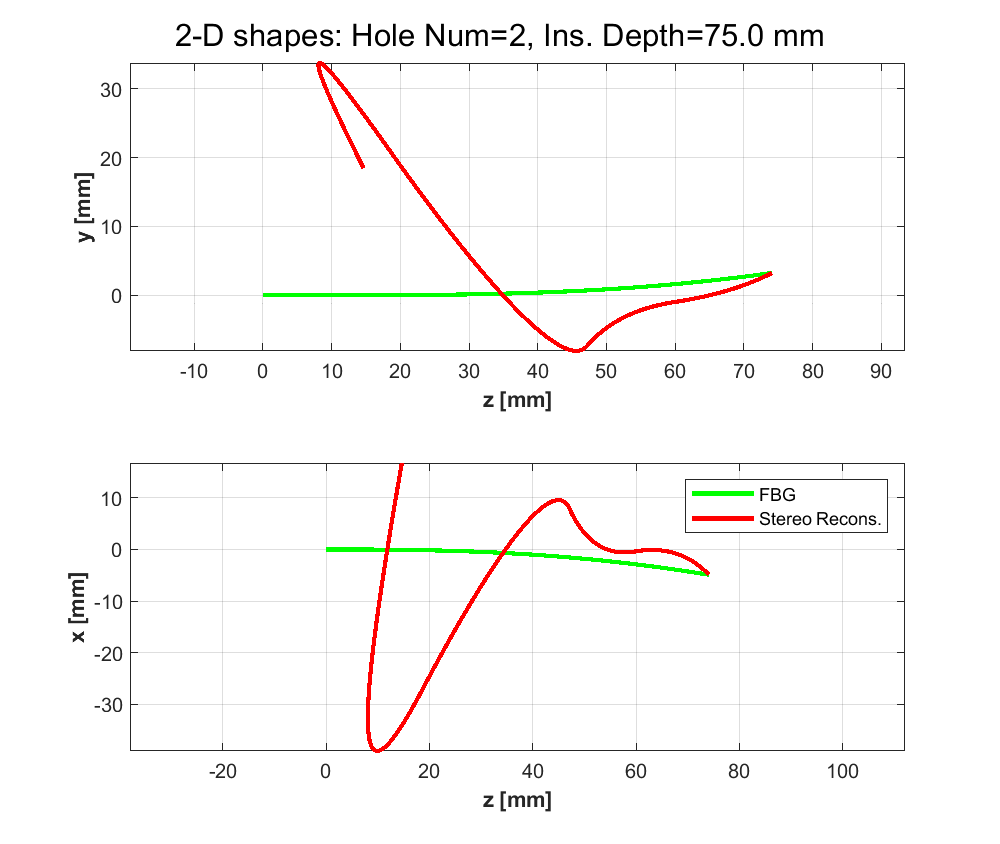 2-D shapes: Hole Num=2, Ins. Depth=75.0 mm
30
20
10
0
y [mm]
-10 0 10 20 30 40 50 60 70 80 90
z [mm]
FBG
Stereo Recons.
10
0
-10
-20
-30
x [mm]
-20 0 20 40 60 80 100
z [mm]